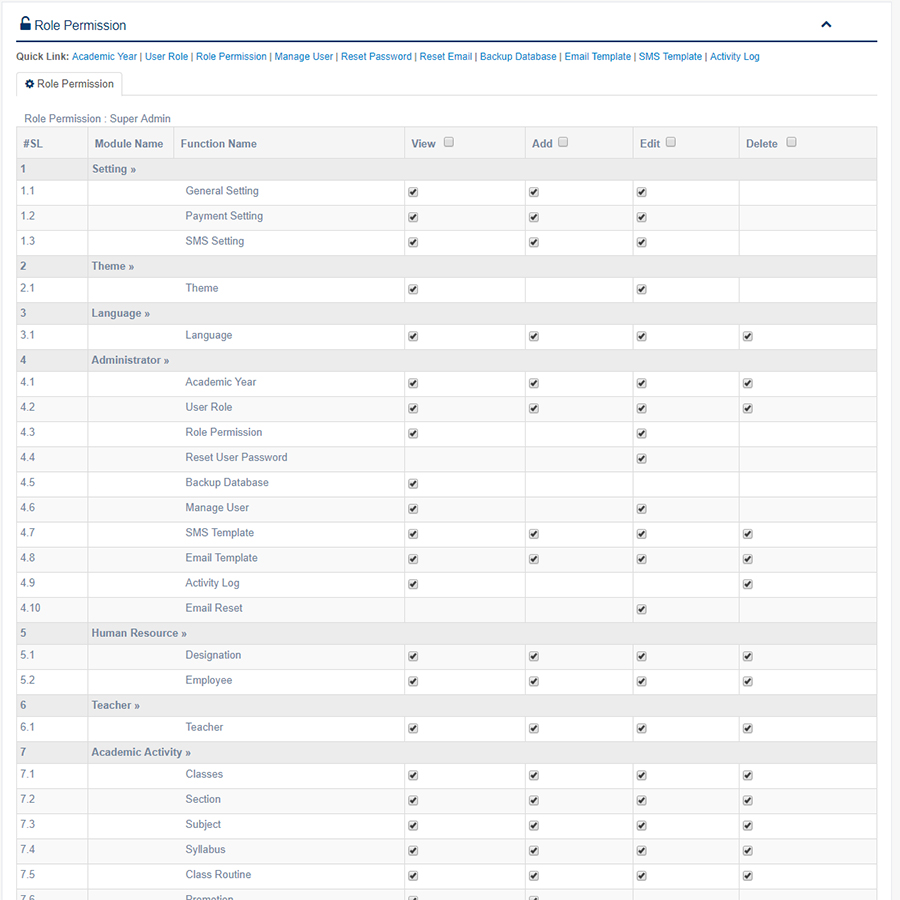 Role Permission
Quick Link: Academic Year | User Role | Role Permission | Manage User | Reset Password | Reset Email | Backup Database | Email Template | SMS Template | Activity Log
Role Permission
Role Permission : Super Admin
#SL Module Name Function Name View Add Edit Delete
1 Setting »
1.1 General Setting
1.2 Payment Setting
1.3 SMS Setting
2 Theme »
2.1 Theme
3 Language »
3.1 Language
4 Administrator »
4.1 Academic Year
4.2 User Role
4.3 Role Permission
4.4 Reset User Password
4.5 Backup Database
4.6 Manage User
4.7 SMS Template
4.8 Email Template
4.9 Activity Log
4.10 Email Reset
5 Human Resource »
5.1 Designation
5.2 Employee
6 Teacher »
6.1 Teacher
7 Academic Activity »
7.1 Classes
7.2 Section
7.3 Subject
7.4 Syllabus
7.5 Class Routine
7.6 Promotion